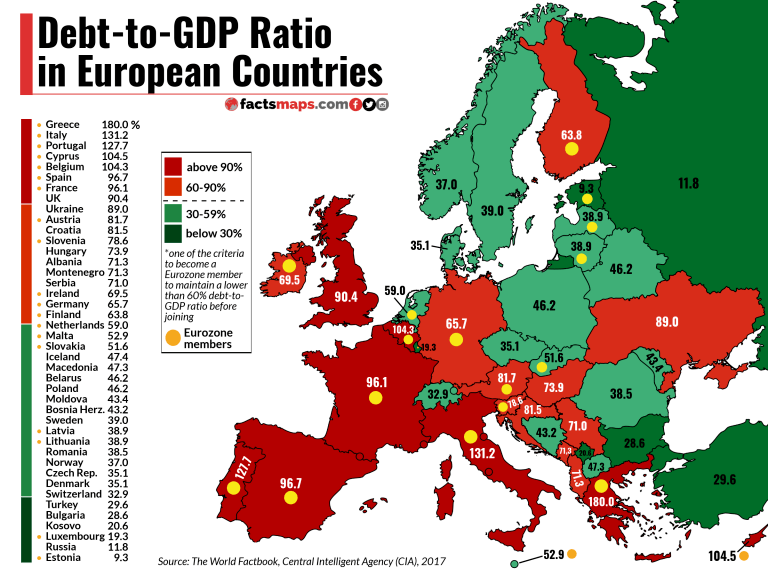 Debt-to-GDP Ratio
in European Countries
factsmaps.com
Greece 180.0 %
Italy 131.2
Portugal 127.7
Cyprus 104.5
Belgium 104.3
Spain 96.7
France 96.1
UK 90.4
Ukraine 89.0
Austria 81.7
Croatia 81.5
Slovenia 78.6
Hungary 73.9
Albania 71.3
Montenegro 71.3
Serbia 71.0
Ireland 69.5
Germany 65.7
Finland 63.8
Netherlands 59.0
Malta 52.9
Slovakia 51.6
Iceland 47.4
Macedonia 47.3
Belarus 46.2
Poland 46.2
Moldova 43.4
Bosnia Herz. 43.2
Sweden 39.0
Latvia 38.9
Lithuania 38.9
Romania 38.5
Norway 37.0
Czech Rep. 35.1
Denmark 35.1
Switzerland 32.9
Turkey 29.6
Bulgaria 28.6
Kosovo 20.6
Luxembourg 19.3
Russia 11.8
Estonia 9.3
above 90%
60-90%
30-59%
below 30%
*one of the criteria
to become a
Eurozone member
to maintain a lower
than 60% debt-to-
GDP ratio before
joining
Eurozone
members
63.8
11.8
9.3
37.0
39.0
38.9
35.1
38.9
46.2
69.5
90.4
59.0
46.2
65.7
89.0
104.3
19.3
35.1
51.6
43.4
96.1
81.7
73.9
32.9
38.5
78.6
81.5
71.0
43.2
28.6
131.2
71.3
47.3
127.7
96.7
71.3
29.6
180.0
52.9
104.5
Source: The World Factbook, Central Intelligent Agency (CIA), 2017